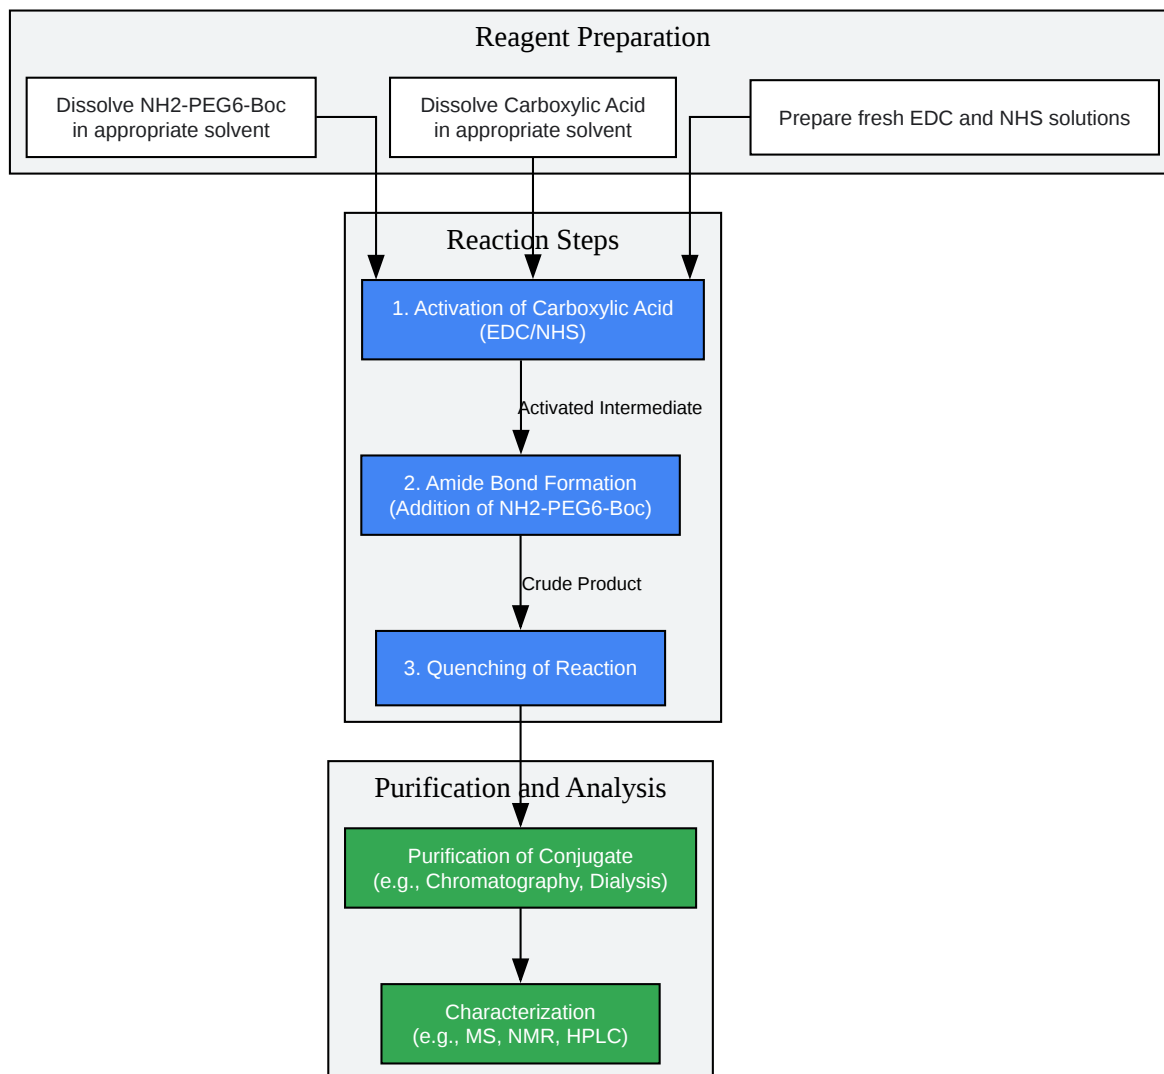 Reagent Preparation
Dissolve NH2-PEG6-Boc
in appropriate solvent
Dissolve Carboxylic Acid
in appropriate solvent
Prepare fresh EDC and NHS solutions
Reaction Steps
1. Activation of Carboxylic Acid
(EDC/NHS)
Activated Intermediate
2. Amide Bond Formation
(Addition of NH2-PEG6-Boc)
Crude Product
3. Quenching of Reaction
Purification and Analysis
Purification of Conjugate
(e.g., Chromatography, Dialysis)
Characterization
(e.g., MS, NMR, HPLC)